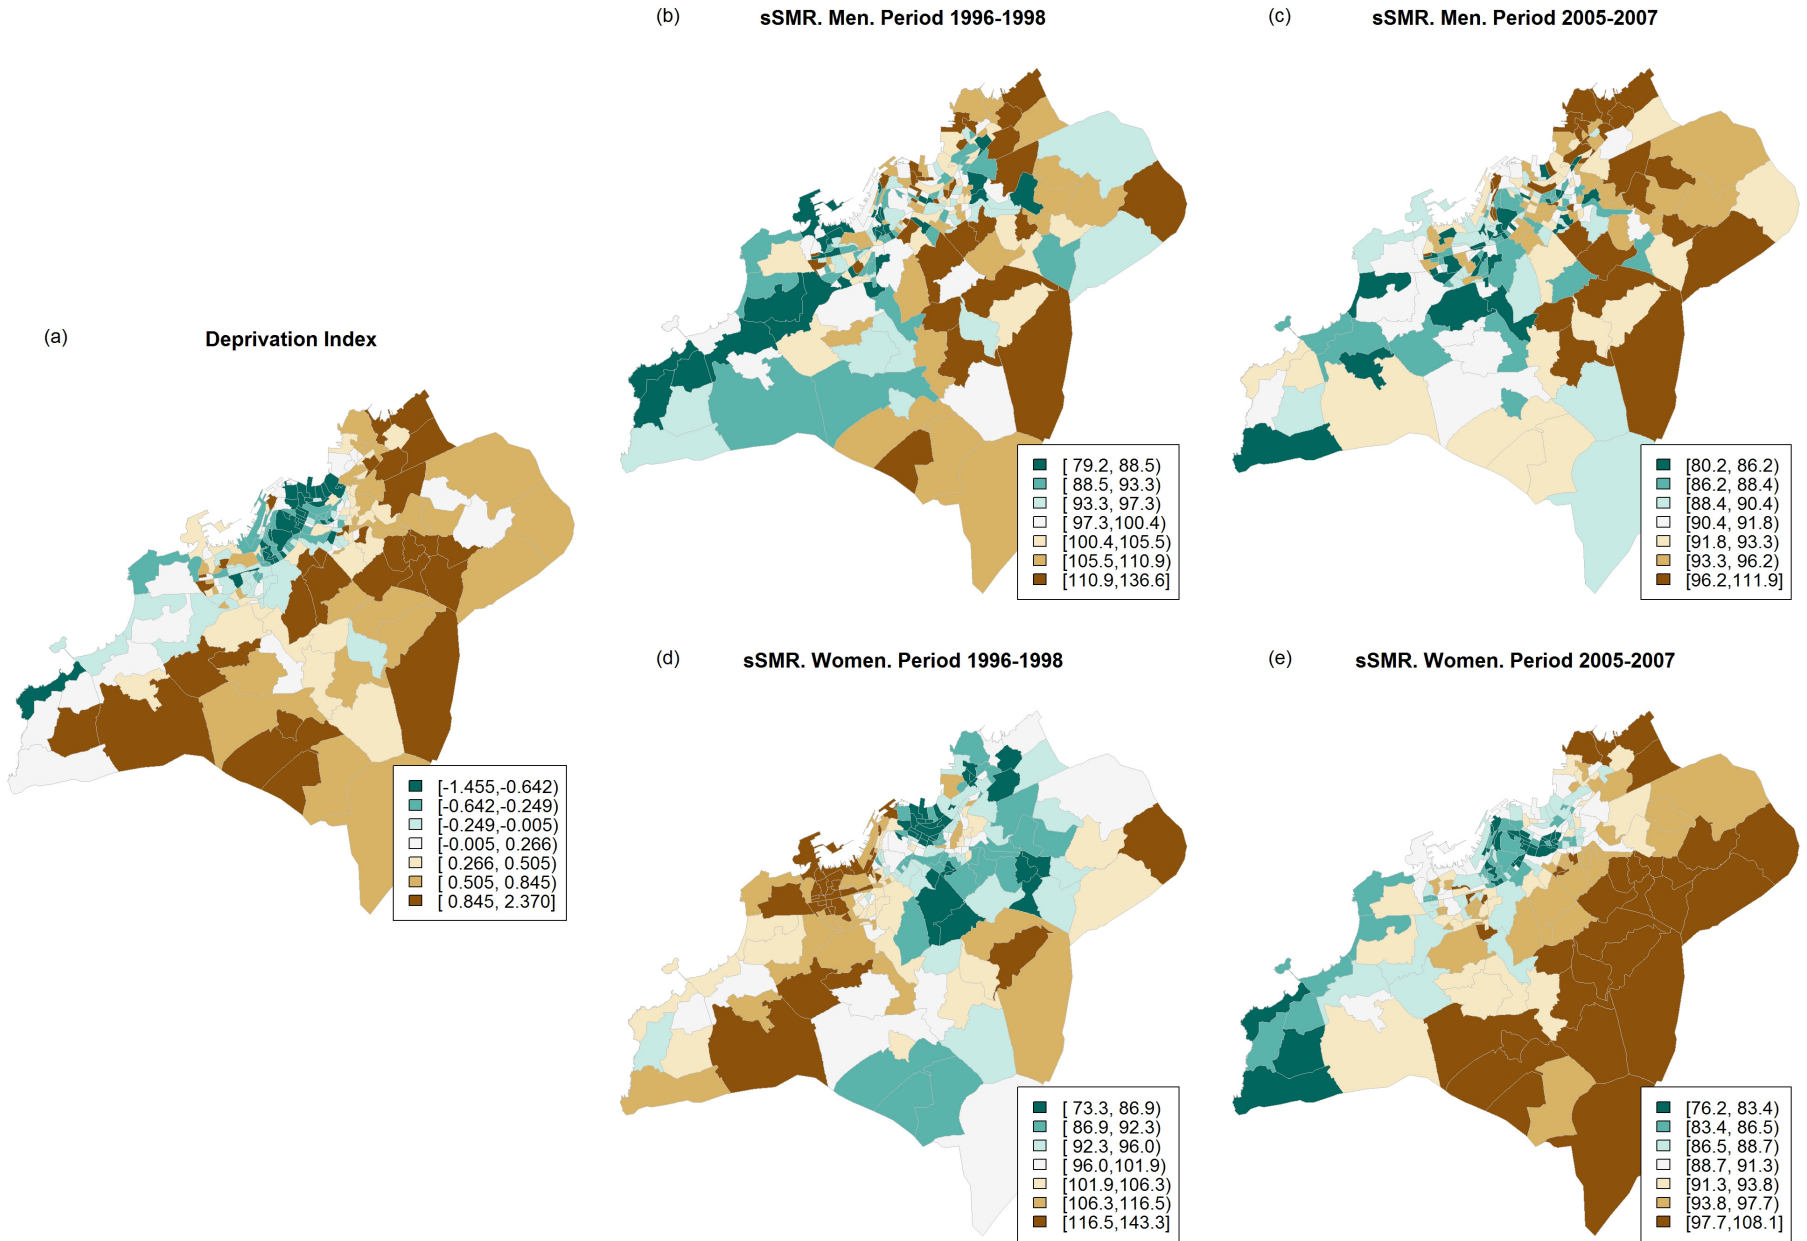 (b) sSMR. Men. Period 1996-1998
(c) sSMR. Men. Period 2005-2007
[ 79.2, 88.5)
[ 88.5, 93.3)
[ 93.3, 97.3)
[ 97.3,100.4)
[100.4,105.5)
[105.5,110.9)
[110.9,136.6]
[80.2, 86.2)
[86.2, 88.4)
[88.4, 90.4)
[90.4, 91.8)
[91.8, 93.3)
[93.3, 96.2)
[96.2,111.9]
(a) Deprivation Index
[-1.455,-0.642)
[-0.642,-0.249)
[-0.249,-0.005)
[-0.005, 0.266)
[ 0.266, 0.505)
[ 0.505, 0.845)
[ 0.845, 2.370]
(d) sSMR. Women. Period 1996-1998
(e) sSMR. Women. Period 2005-2007
[ 73.3, 86.9)
[ 86.9, 92.3)
[ 92.3, 96.0)
[ 96.0,101.9)
[101.9,106.3)
[106.3,116.5)
[116.5,143.3]
[76.2, 83.4)
[83.4, 86.5)
[86.5, 88.7)
[88.7, 91.3)
[91.3, 93.8)
[93.8, 97.7)
[97.7,108.1]